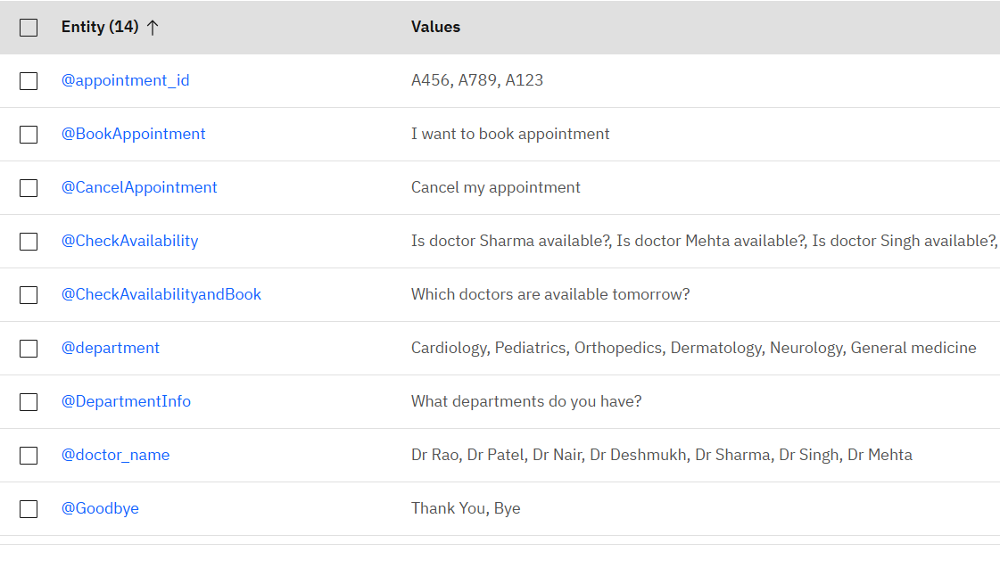 Entity (14) ↑ Values
@appointment_id A456, A789, A123
@BookAppointment I want to book appointment
@CancelAppointment Cancel my appointment
@CheckAvailability Is doctor Sharma available?, Is doctor Mehta available?, Is doctor Singh available?,
@CheckAvailabilityandBook Which doctors are available tomorrow?
@department Cardiology, Pediatrics, Orthopedics, Dermatology, Neurology, General medicine
@DepartmentInfo What departments do you have?
@doctor_name Dr Rao, Dr Patel, Dr Nair, Dr Deshmukh, Dr Sharma, Dr Singh, Dr Mehta
@Goodbye Thank You, Bye